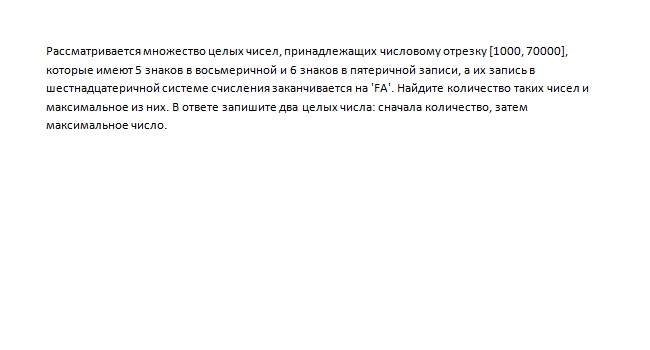 Рассматривается множество целых чисел, принадлежащих числовому отрезку [1000, 70000],
которые имеют 5 знаков в восьмеричной и 6 знаков в пятеричной записи, а их запись в
шестнадцатеричной системе счисления заканчивается на 'FA'. Найдите количество таких чисел и
максимальное из них. В ответе запишите два целых числа: сначала количество, затем
максимальное число.